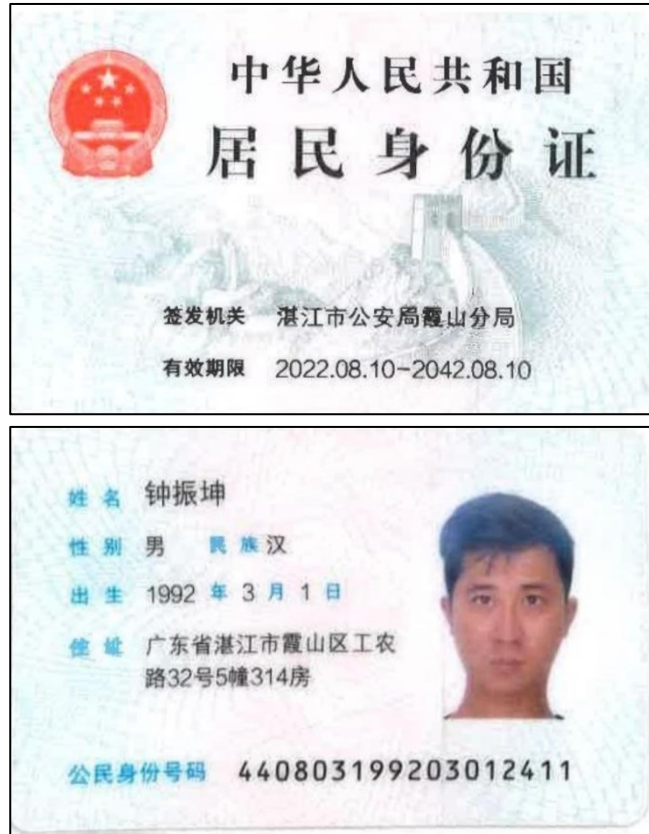 中华人民共和国
居民身份证
签发机关 湛江市公安局霞山分局
有效期限 2022.08.10-2042.08.10
姓名 钟振坤
性别 男 民族 汉
出生 1992 年 3 月 1 日
住址 广东省湛江市霞山区工农
路32号5幢314房
公民身份号码 440803199203012411